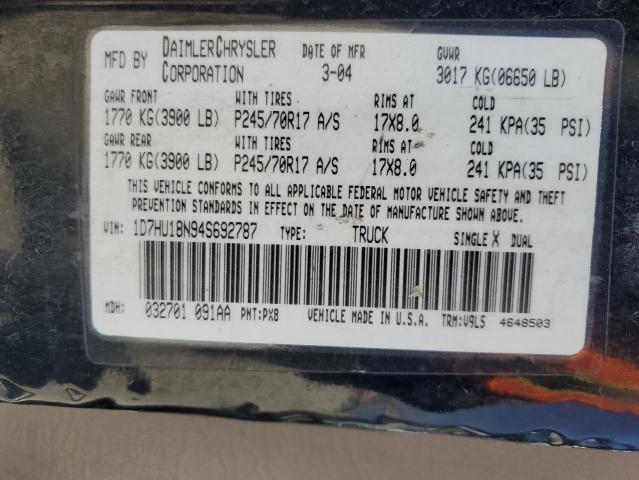 MFD BY DAIMLERCHRYSLER CORPORATION DATE OF MFR 3-04 GVWR 3017 KG(06650 LB)
GAWR FRONT WITH TIRES RIMS AT COLD
1770 KG(3900 LB) P245/70R17 A/S 17X8.0 241 KPA(35 PSI)
GAWR REAR WITH TIRES RIMS AT COLD
1770 KG(3900 LB) P245/70R17 A/S 17X8.0 241 KPA(35 PSI)
THIS VEHICLE CONFORMS TO ALL APPLICABLE FEDERAL MOTOR VEHICLE SAFETY AND THEFT
PREVENTION STANDARDS IN EFFECT ON THE DATE OF MANUFACTURE SHOWN ABOVE.
VIN: 1D7HU18N94S692787 TYPE: TRUCK SINGLE X DUAL
MDH: 032701 091AA PNT:PX8 VEHICLE MADE IN U.S.A. TRM:V9L5 4648503